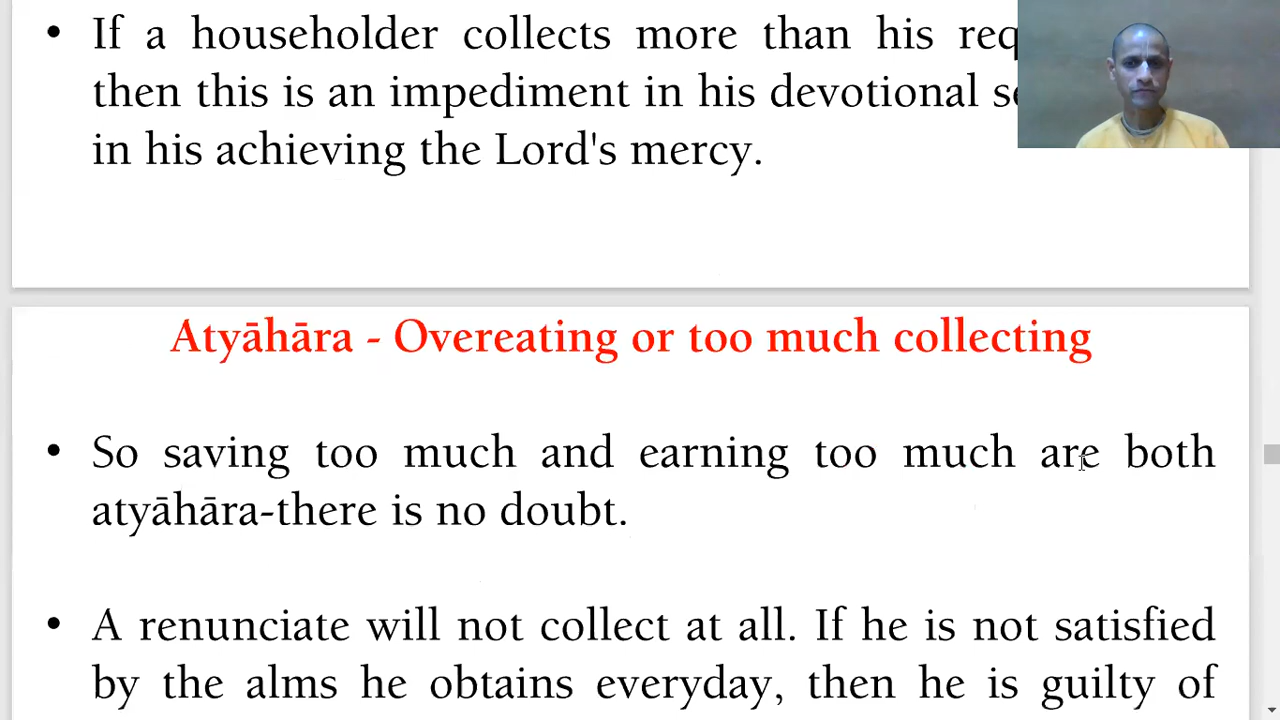 • If a householder collects more than his
then this is an impediment in his devotional
in his achieving the Lord's mercy.
Atyāhāra - Overeating or too much collecting
• So saving too much and earning too much are both
atyāhāra-there is no doubt.
• A renunciate will not collect at all. If he is not satisfied
by the alms he obtains everyday, then he is guilty of